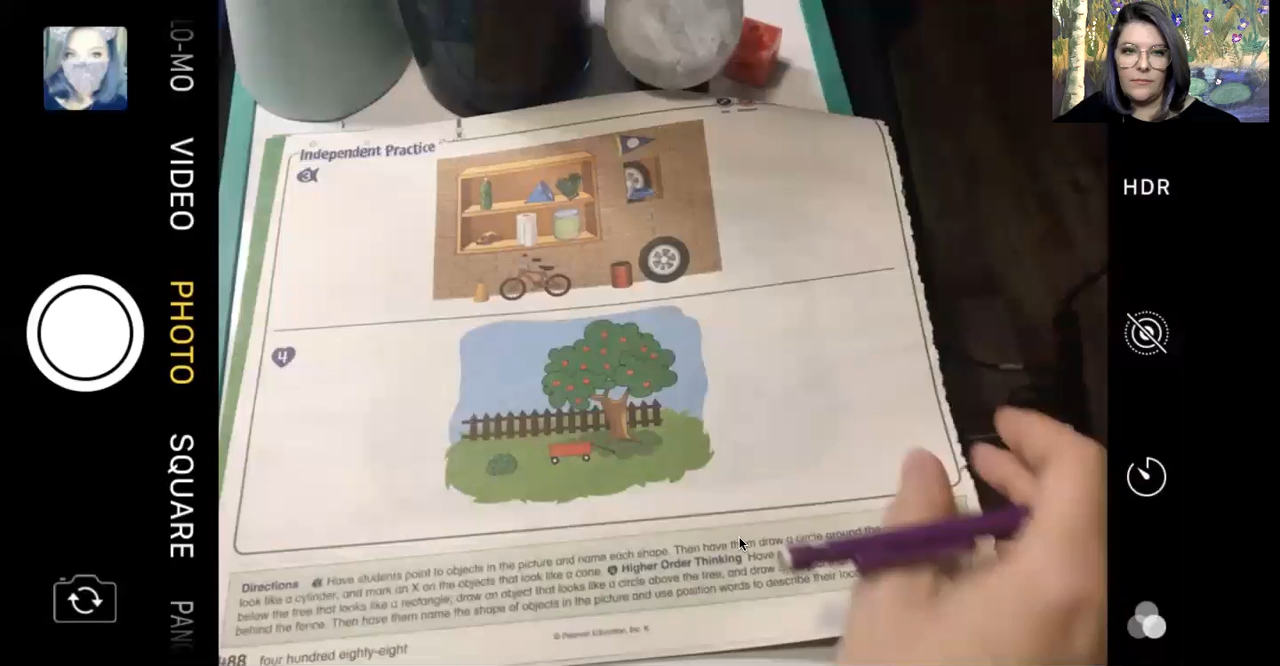 LO-MO
VIDEO
PHOTO
SQUARE
PAN
HDR
Independent Practice
3
4
Directions 3 Have students point to objects in the picture and name each shape. Then have them draw a circle around the
look like a cylinder, and mark an X on the objects that look like a cone. 4 Higher Order Thinking Have
below the tree that looks like a rectangle, draw an object that looks like a circle above the tree, and draw
behind the fence. Then have them name the shape of objects in the picture and use position words to describe their
© Pearson Education, Inc. K
488 four hundred eighty-eight